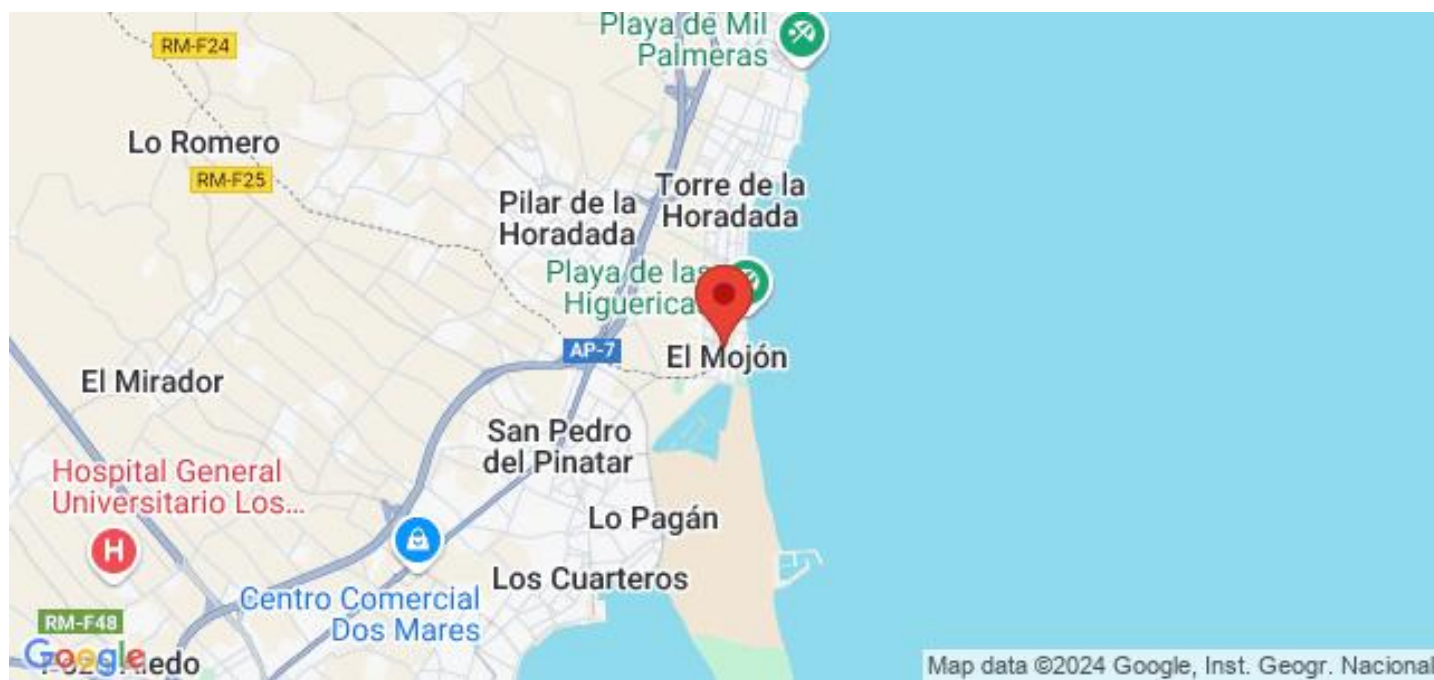 Playa de Mil
Palmeras
RM-F24
Lo Romero
RM-F25
Torre de la
Horadada
Pilar de la
Horadada
Playa de las
Higuerica
AP-7
El Mojón
El Mirador
San Pedro
del Pinatar
Hospital General
Universitario Los...
H
Lo Pagán
Los Cuarteros
Centro Comercial
Dos Mares
RM-F48
Google
Map data ©2024 Google, Inst. Geogr. Nacional